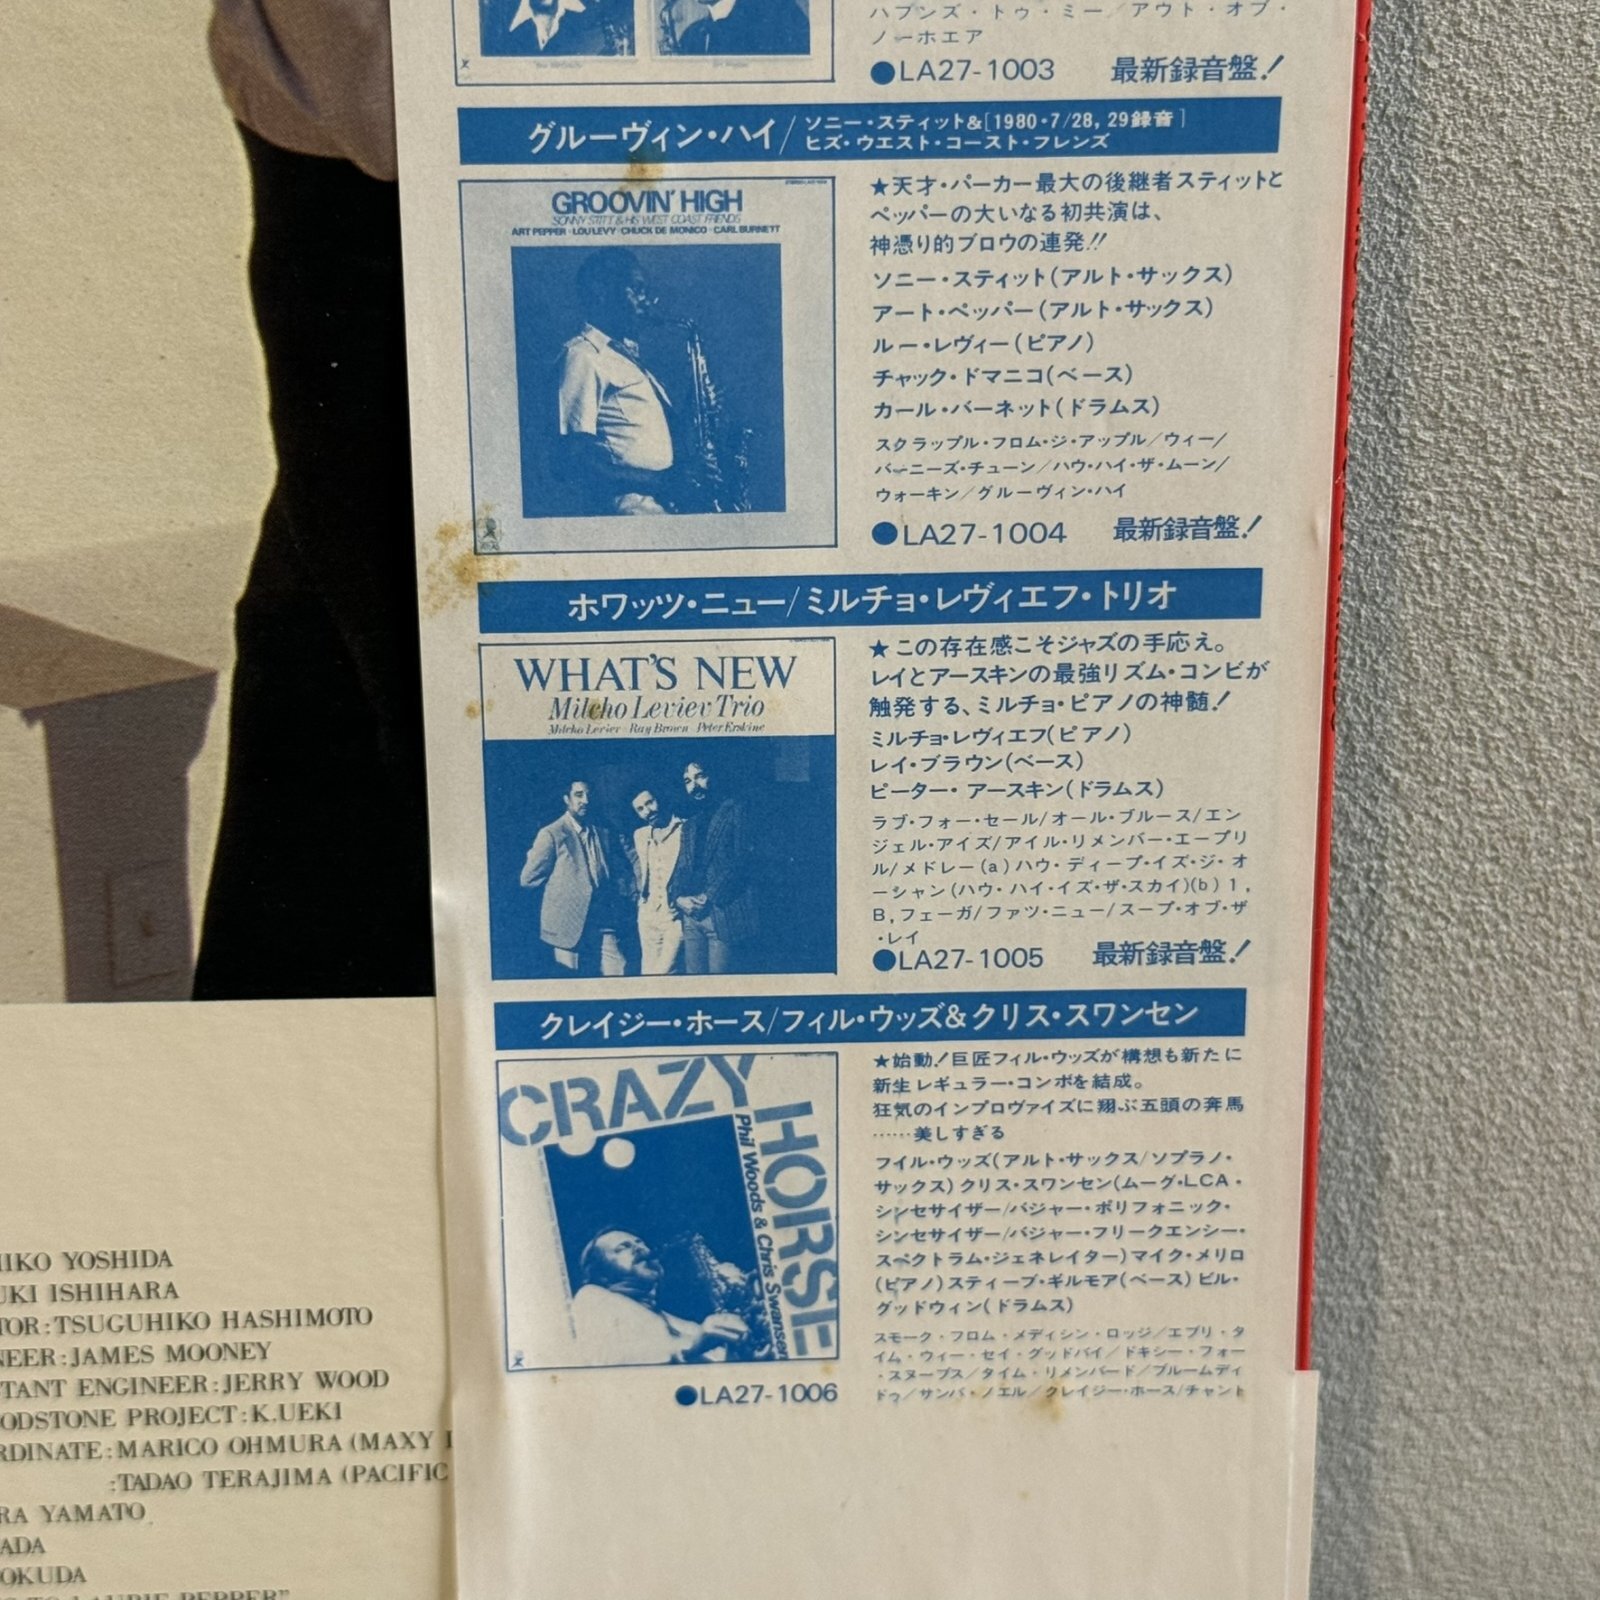 ハプンズ・トゥ・ミー/アウト・オブ・
ノーホエア
●LA27-1003 最新録音盤!
グルーヴィン・ハイ/ソニー・スティット&[1980・7/28, 29録音]
ヒズ・ウエスト・コースト・フレンズ
GROOVIN' HIGH
SONNY STITT & HIS WEST COAST FRIENDS
ART PEPPER・LOU LEVY・CHUCK DE MONICO・CARL BURNETT
★天才・パーカー最大の後継者スティットと
ペッパーの大いなる初共演は、
神憑り的ブロウの連発!!
ソニー・スティット(アルト・サックス)
アート・ペッパー(アルト・サックス)
ルー・レヴィー(ピアノ)
チャック・ドマニコ(ベース)
カール・バーネット(ドラムス)
スクラップル・フロム・ジ・アップル/ウィー/
バーニーズ・チューン/ハウ・ハイ・ザ・ムーン/
ウォーキン/グルーヴィン・ハイ
●LA27-1004 最新録音盤!
ホワッツ・ニュー/ミルチョ・レヴィエフ・トリオ
WHAT'S NEW
Milcho Leviev Trio
Milcho Leviev・Ray Brown・Peter Erskine
★この存在感こそジャズの手応え。
レイとアースキンの最強リズム・コンビが
触発する、ミルチョ・ピアノの神髄!
ミルチョ・レヴィエフ(ピアノ)
レイ・ブラウン(ベース)
ピーター・アースキン(ドラムス)
ラブ・フォー・セール/オール・ブルース/エン
ジェル・アイズ/アイル・リメンバー・エープリ
ル/メドレー(a)ハウ・ディープ・イズ・ジ・オ
ーシャン(ハウ・ハイ・イズ・ザ・スカイ)(b)1,
B,フェーガ/ファツ・ニュー/スープ・オブ・ザ
・レイ
●LA27-1005 最新録音盤!
クレイジー・ホース/フィル・ウッズ&クリス・スワンセン
CRAZY
HORSE
Phil Woods & Chris Swansen
★始動!巨匠フィル・ウッズが構想も新たに
新生レギュラー・コンボを結成。
狂気のインプロヴァイズに翔ぶ五頭の奔馬
……美しすぎる
フイル・ウッズ(アルト・サックス/ソプラノ・
サックス)クリス・スワンセン(ムーグ・LCA・
シンセサイザー/バジャー・ポリフォニック・
シンセサイザー/バジャー・フリークエンシー・
スペクトラム・ジェネレイター)マイク・メリロ
(ピアノ)スティーブ・ギルモア(ベース)ビル・
グッドウィン(ドラムス)
スモーク・フロム・メディシン・ロッジ/エブリ・タ
イム・ウィー・セイ・グッドバイ/ドキシー・フォー
・スヌープス/タイム・リメンバード/ブルームディ
ドゥ/サンバ・ノエル/クレイジー・ホース/チャント
●LA27-1006
HIKO YOSHIDA
UKI ISHIHARA
TOR:TSUGUHIKO HASHIMOTO
NEER:JAMES MOONEY
TANT ENGINEER:JERRY WOOD
ODSTONE PROJECT:K.UEKI
RDINATE:MARICO OHMURA (MAXY
:TADAO TERAJIMA (PACIFIC
RA YAMATO
ADA
OKUDA
TO LAURIE PEPPER"